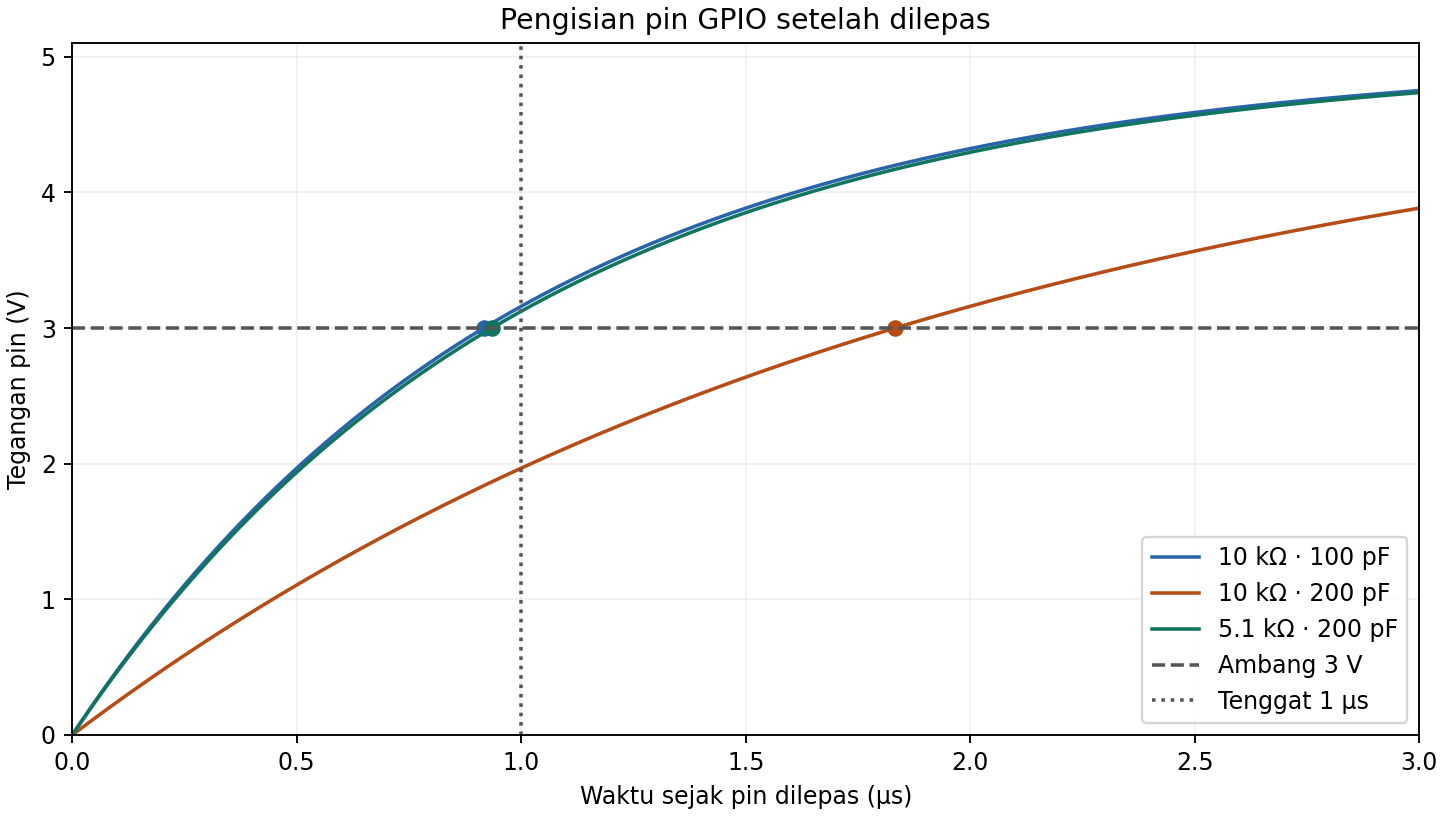 Pengisian pin GPIO setelah dilepas
Tegangan pin (V)
5
4
3
2
1
0
0.0
0.5
1.0
1.5
2.0
2.5
3.0
Waktu sejak pin dilepas (µs)
10 kΩ · 100 pF
10 kΩ · 200 pF
5.1 kΩ · 200 pF
Ambang 3 V
Tenggat 1 µs